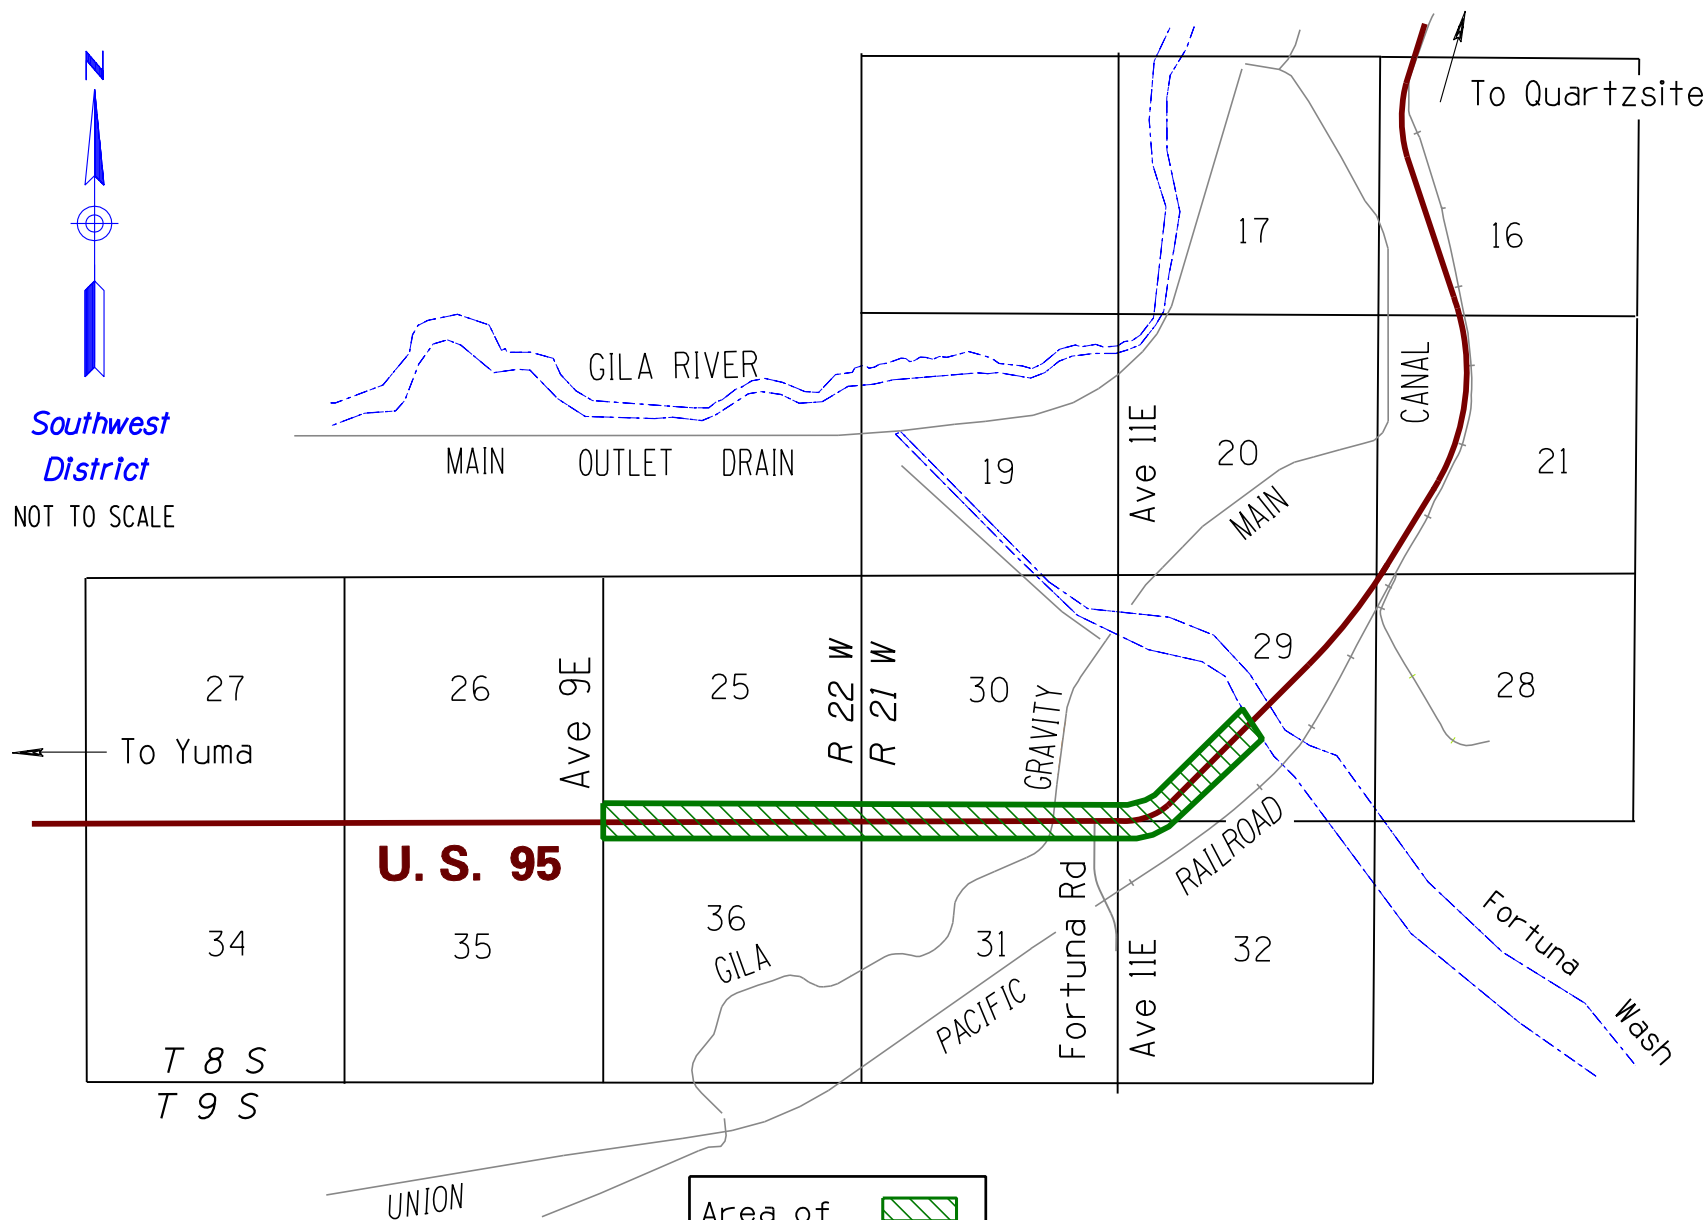 N
To Quartzsite
17
16
GILA RIVER
CANAL
Southwest
District
NOT TO SCALE
MAIN OUTLET DRAIN
19
Ave 11E
20
MAIN
21
27
26
Ave 9E
25
R 22 W
R 21 W
30
GRAVITY
29
28
To Yuma
U. S. 95
RAILROAD
34
35
36
GILA
31
PACIFIC
Fortuna Rd
Ave 11E
32
Fortuna
Wash
T 8 S
T 9 S
UNION
Area of